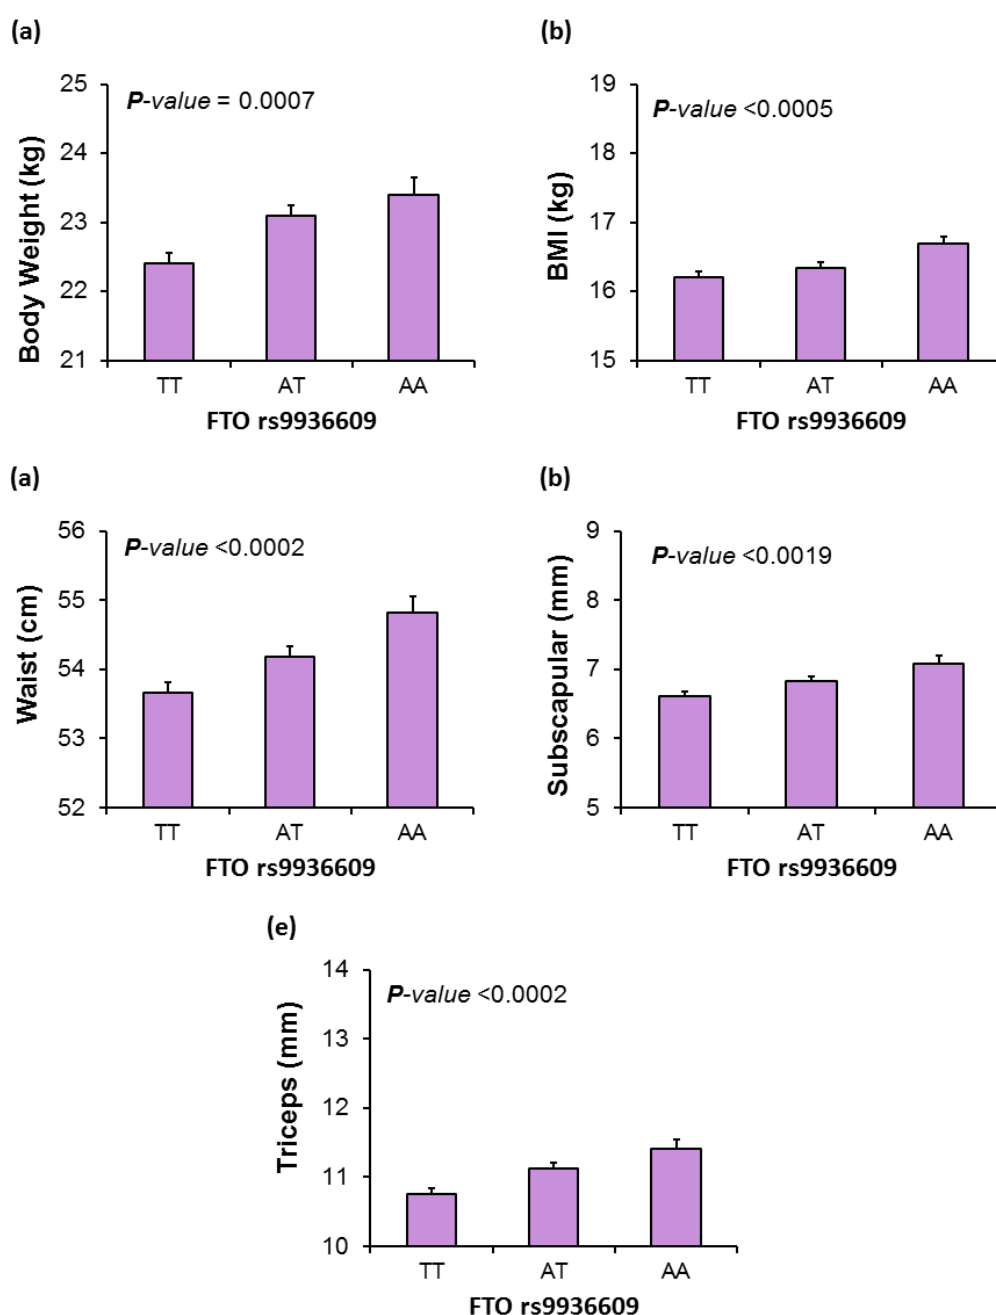 (a)
P-value = 0.0007
Body Weight (kg)
25
24
23
22
21
TT AT AA
FTO rs9936609
(b)
P-value <0.0005
BMI (kg)
19
18
17
16
15
TT AT AA
FTO rs9936609
(a)
P-value <0.0002
Waist (cm)
56
55
54
53
52
TT AT AA
FTO rs9936609
(b)
P-value <0.0019
Subscapular (mm)
9
8
7
6
5
TT AT AA
FTO rs9936609
(e)
P-value <0.0002
Triceps (mm)
14
13
12
11
10
TT AT AA
FTO rs9936609